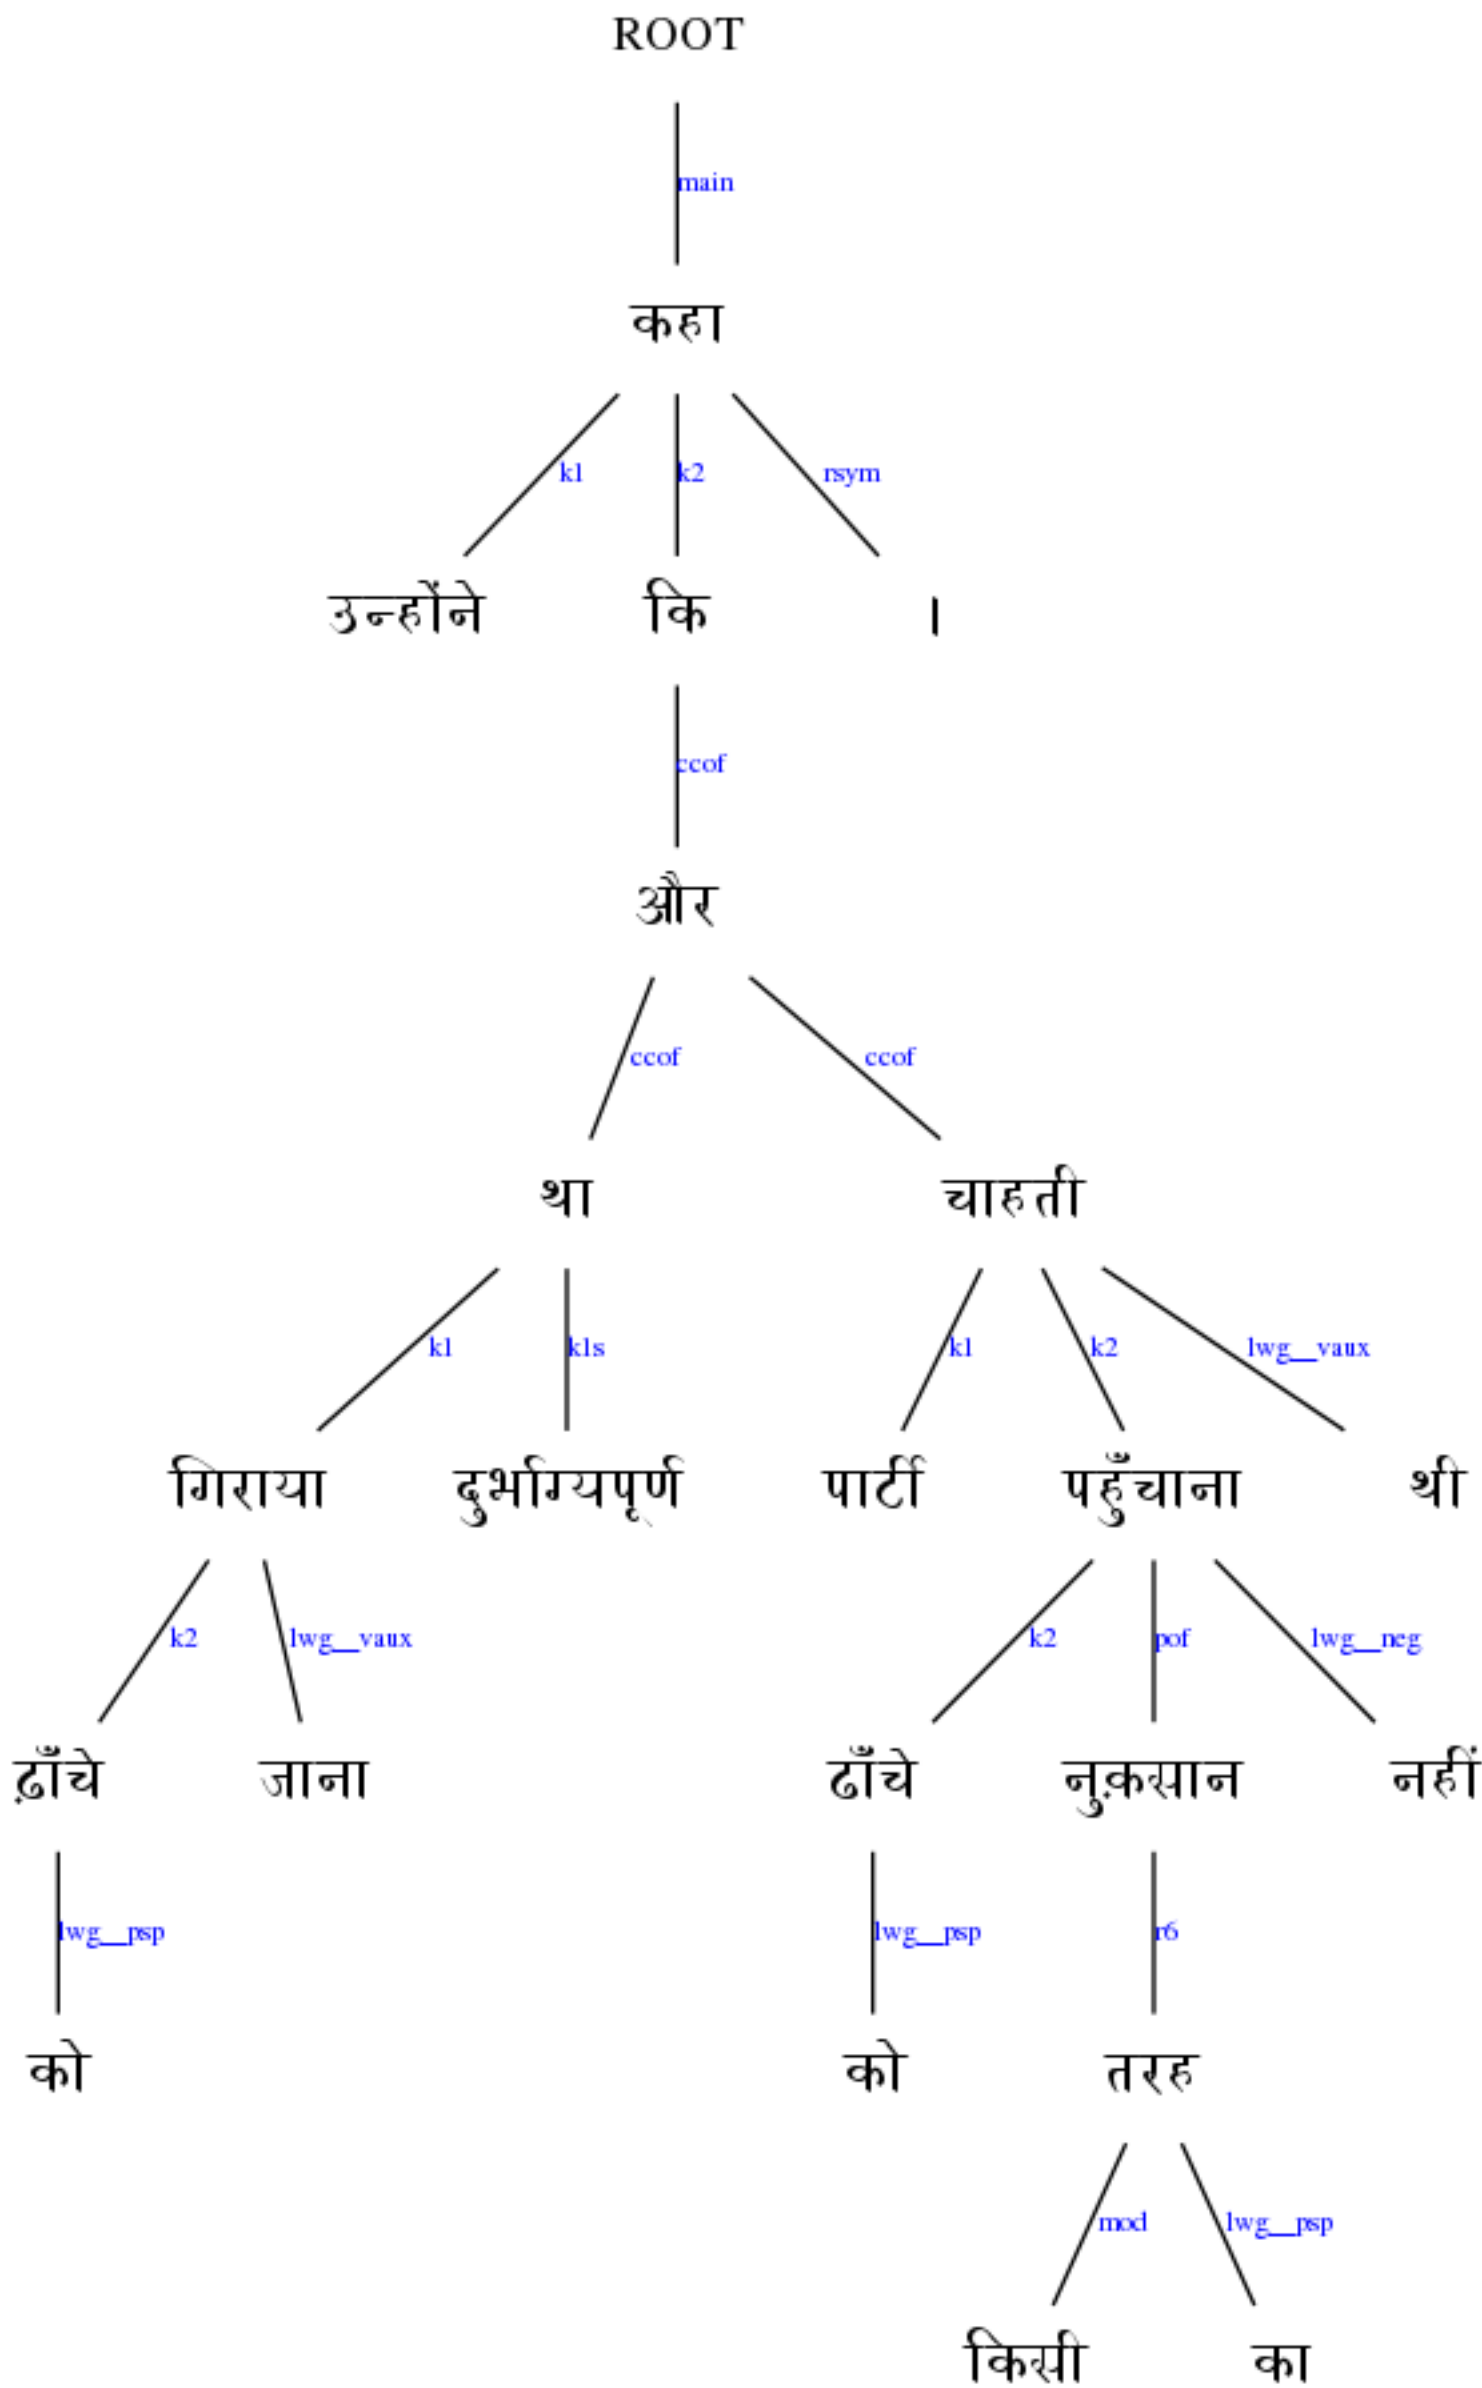 ROOT
main
कहा
k1 k2 rsym
उन्होंने कि ।
ccof
और
ccof ccof
था चाहती
k1 k1s k1 k2 lwg__vaux
गिराया दुर्भाग्यपूर्ण पार्टी पहुँचाना थी
k2 lwg__vaux k2 pof lwg__neg
ढ़ाँचे जाना ढाँचे नुक़सान नहीं
lwg__psp lwg__psp r6
को को तरह
mod lwg__psp
किसी का